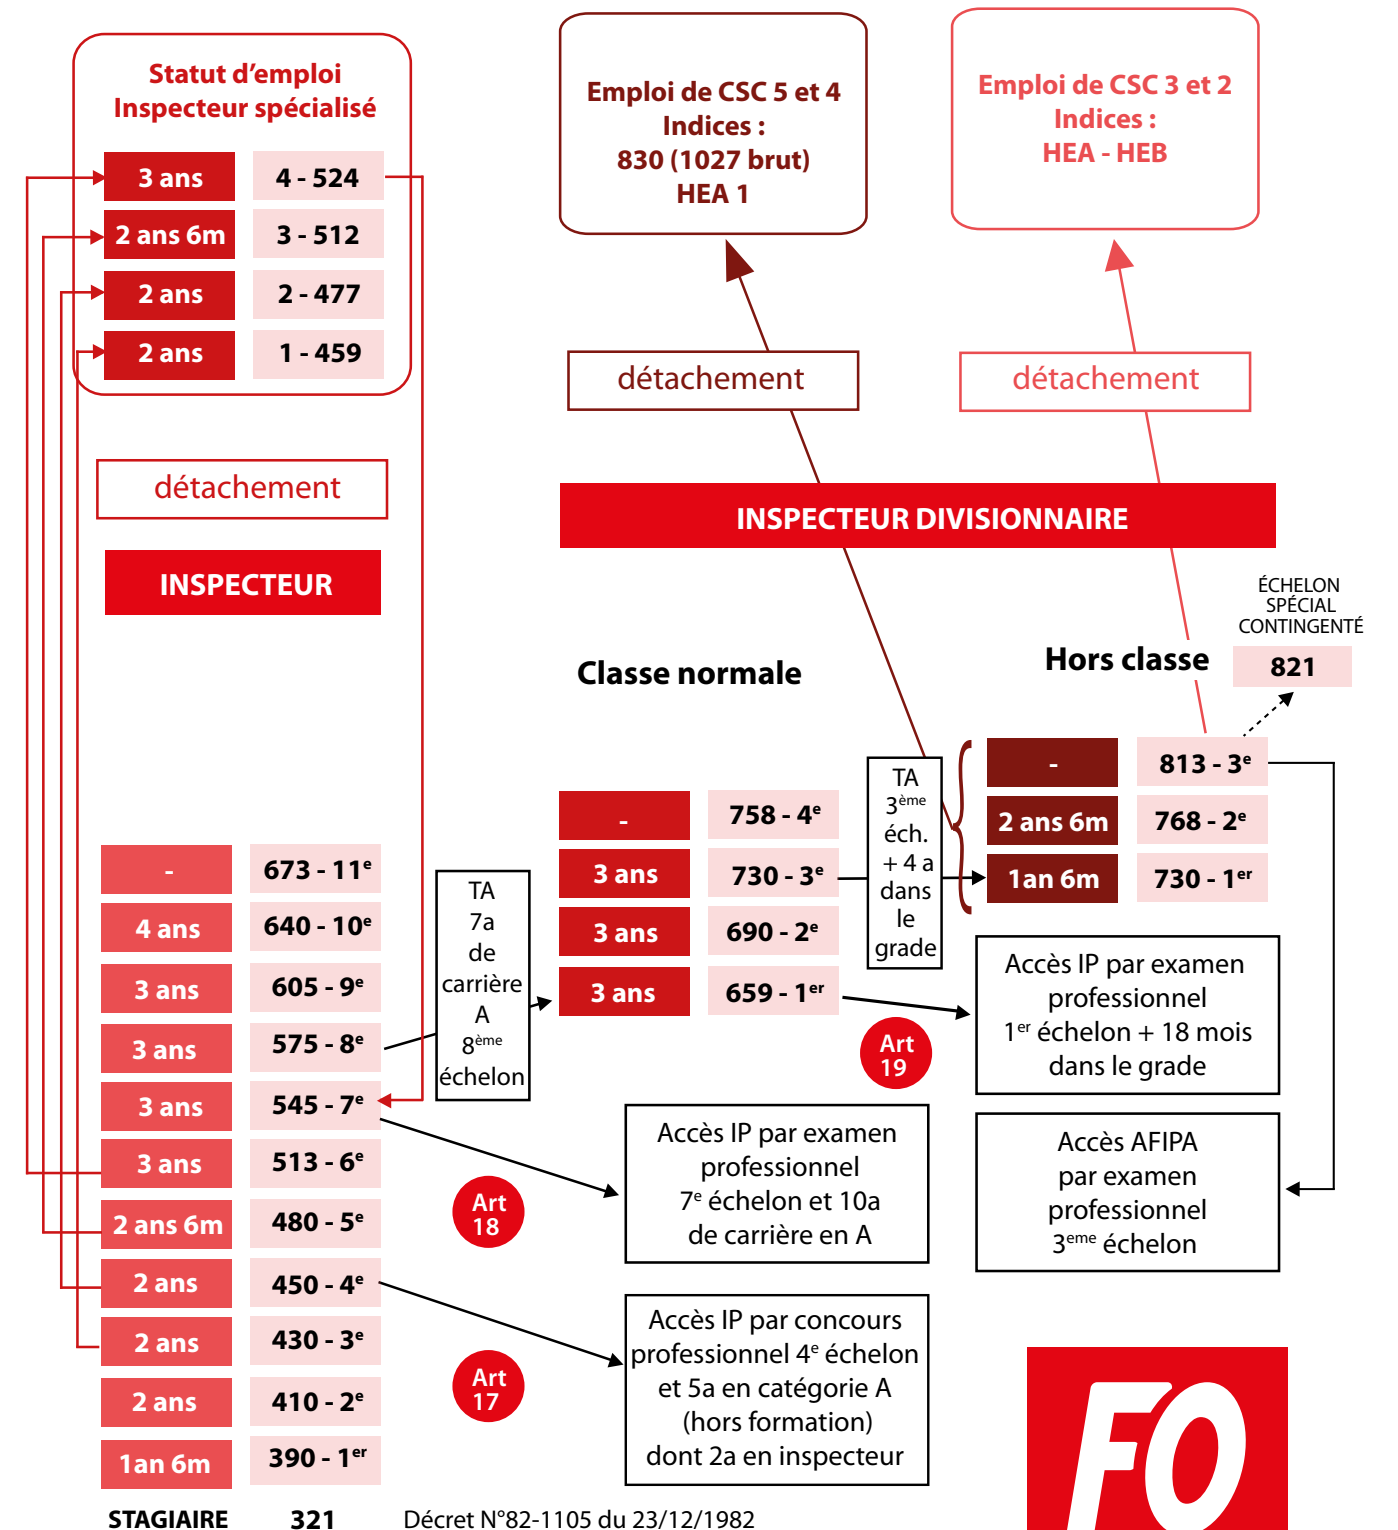 Statut d’emploi
Inspecteur spécialisé
3 ans 4 - 524
2 ans 6m 3 - 512
2 ans 2 - 477
2 ans 1 - 459
détachement
INSPECTEUR
- 673 - 11e
4 ans 640 - 10e
3 ans 605 - 9e
3 ans 575 - 8e
3 ans 545 - 7e
3 ans 513 - 6e
2 ans 6m 480 - 5e
2 ans 450 - 4e
2 ans 430 - 3e
2 ans 410 - 2e
1an 6m 390 - 1er
STAGIAIRE 321
Décret N°82-1105 du 23/12/1982
Emploi de CSC 5 et 4
Indices :
830 (1027 brut)
HEA 1
détachement
Emploi de CSC 3 et 2
Indices :
HEA - HEB
détachement
INSPECTEUR DIVISIONNAIRE
Classe normale
- 758 - 4e
3 ans 730 - 3e
3 ans 690 - 2e
3 ans 659 - 1er
TA
7a
de
carrière
A
8ème
échelon
Hors classe
ÉCHELON
SPÉCIAL
CONTINGENTÉ
821
- 813 - 3e
2 ans 6m 768 - 2e
1an 6m 730 - 1er
TA
3ème
éch.
+ 4 a
dans
le
grade
Art
19
Accès IP par examen
professionnel
1er échelon + 18 mois
dans le grade
Accès AFIPA
par examen
professionnel
3eme échelon
Art
18
Accès IP par examen
professionnel
7e échelon et 10a
de carrière en A
Art
17
Accès IP par concours
professionnel 4e échelon
et 5a en catégorie A
(hors formation)
dont 2a en inspecteur
FO